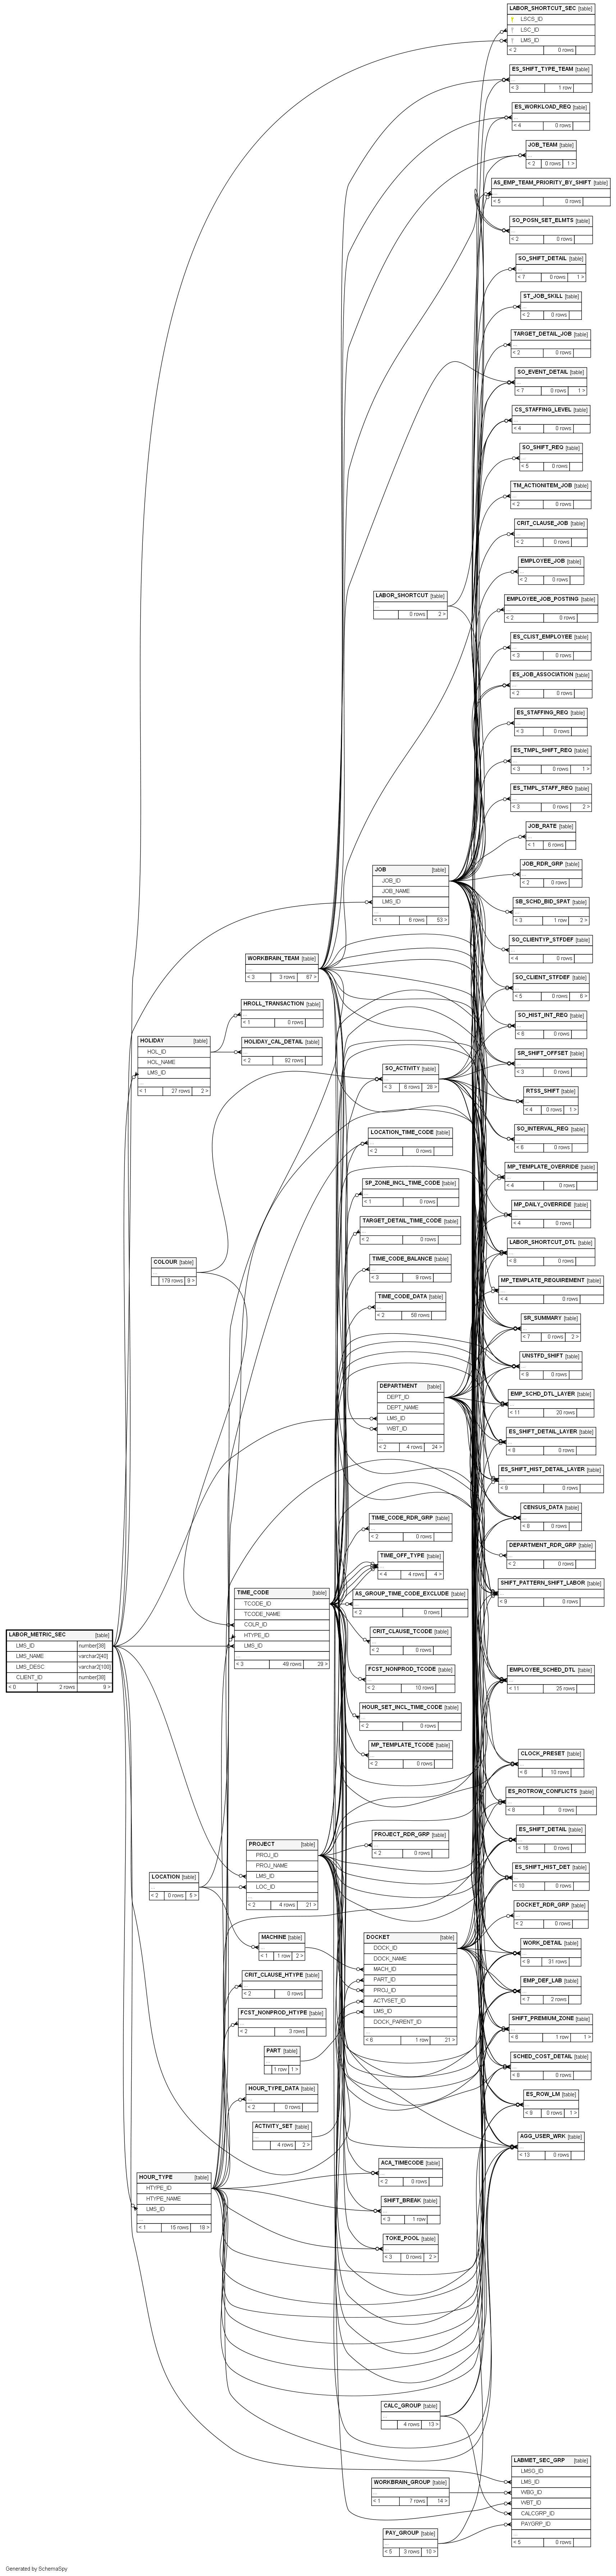 LABOR_SHORTCUT_SEC [table]
LSCS_ID
LSC_ID
LMS_ID
< 2 0 rows
ES_SHIFT_TYPE_TEAM [table]
< 3 1 row
ES_WORKLOAD_REQ [table]
< 4 0 rows
JOB_TEAM [table]
< 2 0 rows 1 >
AS_EMP_TEAM_PRIORITY_BY_SHIFT [table]
< 5 0 rows
SO_POSN_SET_ELMTS [table]
< 2 0 rows
SO_SHIFT_DETAIL [table]
< 7 0 rows 1 >
ST_JOB_SKILL [table]
< 2 0 rows
TARGET_DETAIL_JOB [table]
< 2 0 rows
SO_EVENT_DETAIL [table]
< 7 0 rows 1 >
CS_STAFFING_LEVEL [table]
< 4 0 rows
SO_SHIFT_REQ [table]
< 5 0 rows
TM_ACTIONITEM_JOB [table]
< 2 0 rows
CRIT_CLAUSE_JOB [table]
< 2 0 rows
EMPLOYEE_JOB [table]
< 2 0 rows
LABOR_SHORTCUT [table]
0 rows 2 >
EMPLOYEE_JOB_POSTING [table]
< 2 0 rows
ES_CLIST_EMPLOYEE [table]
< 3 0 rows
ES_JOB_ASSOCIATION [table]
< 2 0 rows
ES_STAFFING_REQ [table]
< 3 0 rows
ES_TMPL_SHIFT_REQ [table]
< 3 0 rows 1 >
ES_TMPL_STAFF_REQ [table]
< 3 0 rows 2 >
JOB_RATE [table]
< 1 6 rows
JOB_RDR_GRP [table]
< 2 0 rows
JOB [table]
JOB_ID
JOB_NAME
LMS_ID
< 1 6 rows 53 >
SB_SCHD_BID_SPAT [table]
< 3 1 row 2 >
SO_CLIENTYP_STFDEF [table]
< 4 0 rows
WORKBRAIN_TEAM [table]
< 3 3 rows 87 >
SO_CLIENT_STFDEF [table]
< 5 0 rows 6 >
HROLL_TRANSACTION [table]
< 1 0 rows
SO_HIST_INT_REQ [table]
< 6 0 rows
HOLIDAY [table]
HOL_ID
HOL_NAME
LMS_ID
< 1 27 rows 2 >
HOLIDAY_CAL_DETAIL [table]
< 2 92 rows
SR_SHIFT_OFFSET [table]
< 3 0 rows
SO_ACTIVITY [table]
< 3 6 rows 28 >
RTSS_SHIFT [table]
< 4 0 rows 1 >
SO_INTERVAL_REQ [table]
< 6 0 rows
LOCATION_TIME_CODE [table]
< 2 0 rows
MP_TEMPLATE_OVERRIDE [table]
< 4 0 rows
SP_ZONE_INCL_TIME_CODE [table]
< 1 0 rows
MP_DAILY_OVERRIDE [table]
< 4 0 rows
TARGET_DETAIL_TIME_CODE [table]
< 2 0 rows
LABOR_SHORTCUT_DTL [table]
< 8 0 rows
COLOUR [table]
179 rows 9 >
TIME_CODE_BALANCE [table]
< 3 9 rows
MP_TEMPLATE_REQUIREMENT [table]
< 4 0 rows
TIME_CODE_DATA [table]
< 2 58 rows
SR_SUMMARY [table]
< 7 0 rows 2 >
UNSTFD_SHIFT [table]
< 9 0 rows
DEPARTMENT [table]
DEPT_ID
DEPT_NAME
LMS_ID
WBT_ID
< 2 4 rows 24 >
EMP_SCHD_DTL_LAYER [table]
< 11 20 rows
ES_SHIFT_DETAIL_LAYER [table]
< 8 0 rows
ES_SHIFT_HIST_DETAIL_LAYER [table]
< 9 0 rows
TIME_CODE_RDR_GRP [table]
< 2 0 rows
CENSUS_DATA [table]
< 8 0 rows
TIME_OFF_TYPE [table]
< 4 4 rows 4 >
DEPARTMENT_RDR_GRP [table]
< 2 0 rows
TIME_CODE [table]
TCODE_ID
TCODE_NAME
COLR_ID
HTYPE_ID
LMS_ID
< 3 49 rows 29 >
AS_GROUP_TIME_CODE_EXCLUDE [table]
< 2 0 rows
SHIFT_PATTERN_SHIFT_LABOR [table]
< 9 0 rows
LABOR_METRIC_SEC [table]
LMS_ID number[38]
LMS_NAME varchar2[40]
LMS_DESC varchar2[100]
CLIENT_ID number[38]
< 0 2 rows 9 >
CRIT_CLAUSE_TCODE [table]
< 2 0 rows
FCST_NONPROD_TCODE [table]
< 2 10 rows
EMPLOYEE_SCHED_DTL [table]
< 11 25 rows
HOUR_SET_INCL_TIME_CODE [table]
< 2 0 rows
MP_TEMPLATE_TCODE [table]
< 2 0 rows
CLOCK_PRESET [table]
< 8 10 rows
ES_ROTROW_CONFLICTS [table]
< 8 0 rows
PROJECT [table]
PROJ_ID
PROJ_NAME
LMS_ID
LOC_ID
< 2 4 rows 21 >
PROJECT_RDR_GRP [table]
< 2 0 rows
ES_SHIFT_DETAIL [table]
< 16 0 rows
LOCATION [table]
< 2 0 rows 5 >
ES_SHIFT_HIST_DET [table]
< 10 0 rows
DOCKET_RDR_GRP [table]
< 2 0 rows
MACHINE [table]
< 1 1 row 2 >
DOCKET [table]
DOCK_ID
DOCK_NAME
MACH_ID
PART_ID
PROJ_ID
ACTVSET_ID
LMS_ID
DOCK_PARENT_ID
< 6 1 row 21 >
WORK_DETAIL [table]
< 9 31 rows
CRIT_CLAUSE_HTYPE [table]
< 2 0 rows
EMP_DEF_LAB [table]
< 7 2 rows
FCST_NONPROD_HTYPE [table]
< 2 3 rows
SHIFT_PREMIUM_ZONE [table]
< 6 1 row 1 >
PART [table]
1 row 1 >
SCHED_COST_DETAIL [table]
< 8 0 rows
HOUR_TYPE_DATA [table]
< 2 0 rows
ES_ROW_LM [table]
< 9 0 rows 1 >
ACTIVITY_SET [table]
4 rows 2 >
AGG_USER_WRK [table]
< 13 0 rows
HOUR_TYPE [table]
HTYPE_ID
HTYPE_NAME
LMS_ID
...
< 1 15 rows 18 >
ACA_TIMECODE [table]
< 2 0 rows
SHIFT_BREAK [table]
< 3 1 row
TOKE_POOL [table]
< 3 0 rows 2 >
CALC_GROUP [table]
4 rows 13 >
LABMET_SEC_GRP [table]
LMSG_ID
LMS_ID
WBG_ID
WBT_ID
CALCGRP_ID
PAYGRP_ID
< 5 0 rows
WORKBRAIN_GROUP [table]
< 1 7 rows 14 >
PAY_GROUP [table]
< 5 3 rows 10 >
Generated by SchemaSpy